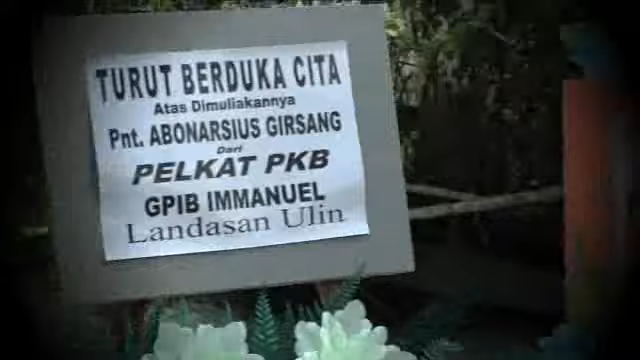 TURUT BERDUKA CITA
Atas Dimuliakannya
Pnt. ABONARSIUS GIRSANG
Dari
PELKAT PKB
GPIB IMMANUEL
Landasan Ulin